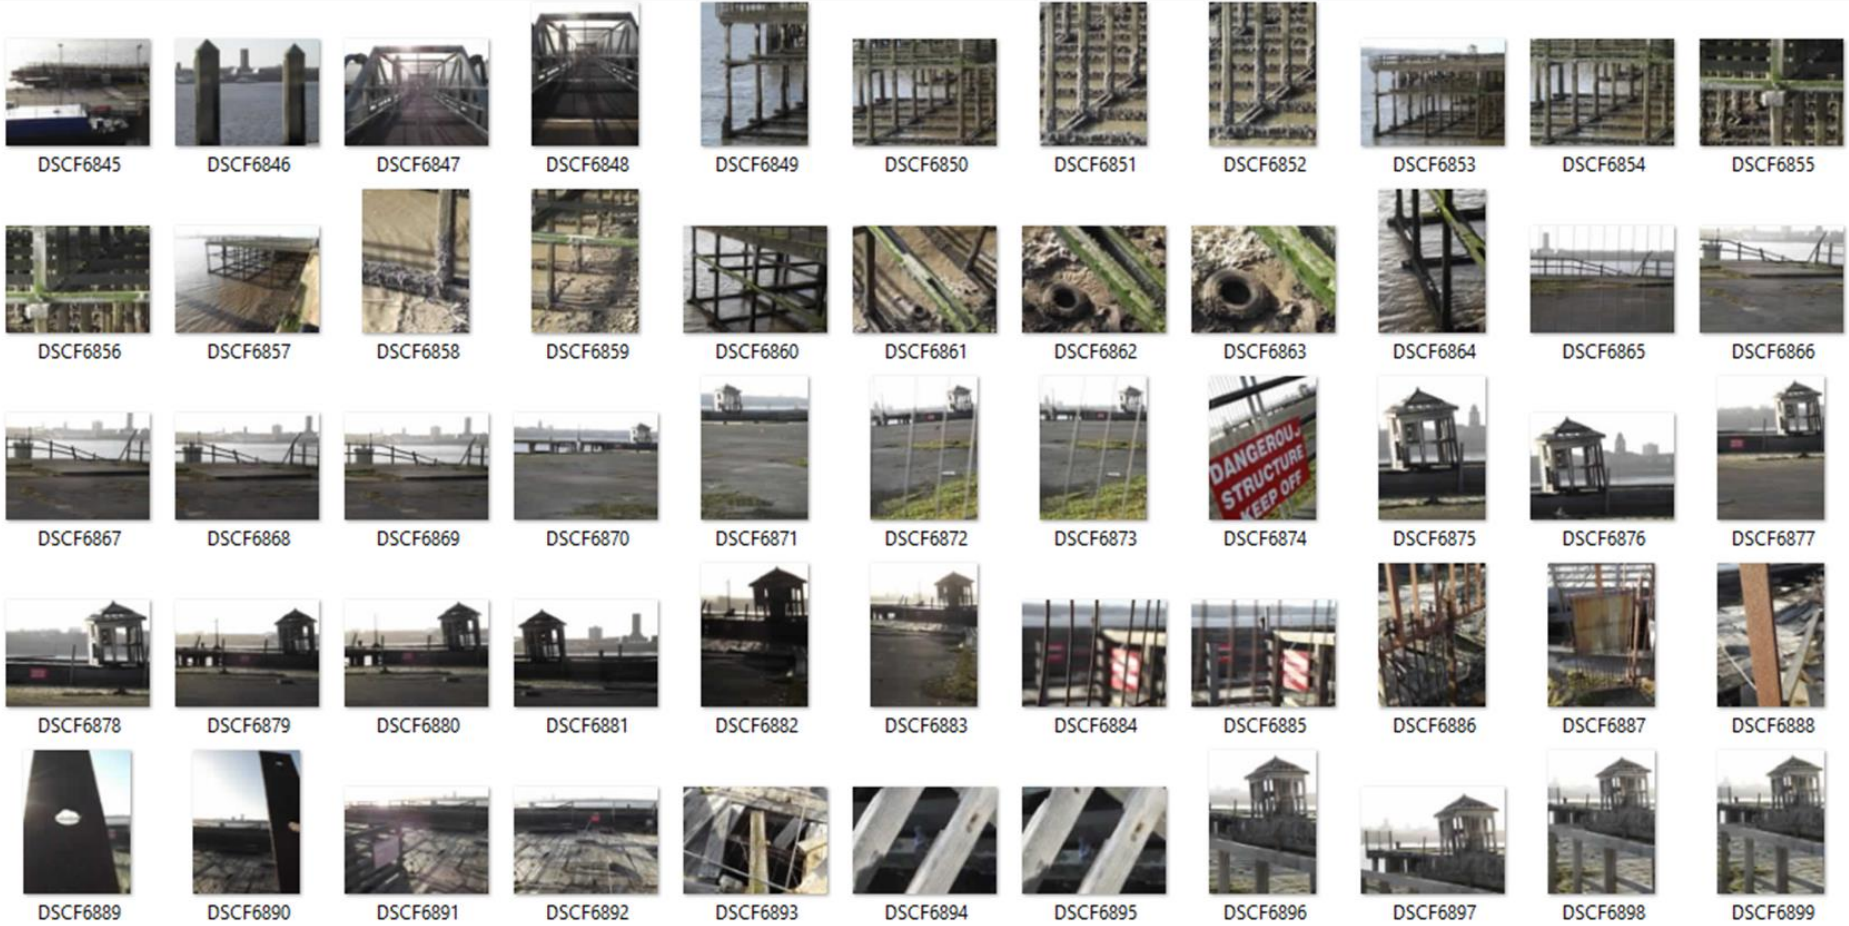 DSCF6845 DSCF6846 DSCF6847 DSCF6848 DSCF6849 DSCF6850 DSCF6851 DSCF6852 DSCF6853 DSCF6854 DSCF6855
DSCF6856 DSCF6857 DSCF6858 DSCF6859 DSCF6860 DSCF6861 DSCF6862 DSCF6863 DSCF6864 DSCF6865 DSCF6866
DANGEROU
STRUCTURE
KEEP OFF
DSCF6867 DSCF6868 DSCF6869 DSCF6870 DSCF6871 DSCF6872 DSCF6873 DSCF6874 DSCF6875 DSCF6876 DSCF6877
DSCF6878 DSCF6879 DSCF6880 DSCF6881 DSCF6882 DSCF6883 DSCF6884 DSCF6885 DSCF6886 DSCF6887 DSCF6888
DSCF6889 DSCF6890 DSCF6891 DSCF6892 DSCF6893 DSCF6894 DSCF6895 DSCF6896 DSCF6897 DSCF6898 DSCF6899